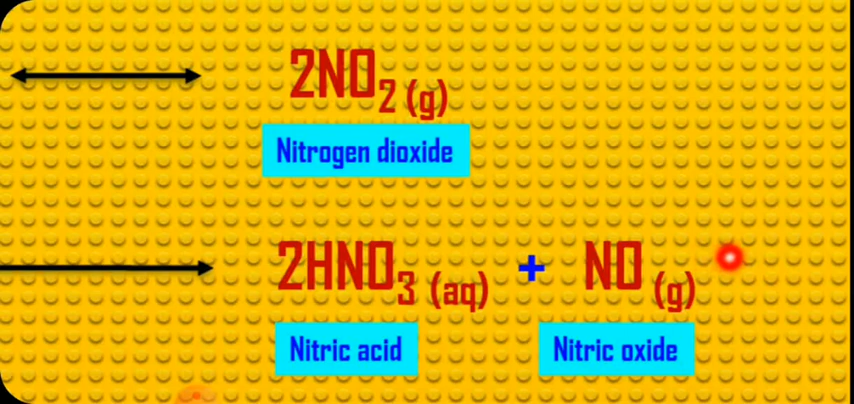 2NO2 (g)
Nitrogen dioxide
2HNO3 (aq) + NO (g)
Nitric acid Nitric oxide